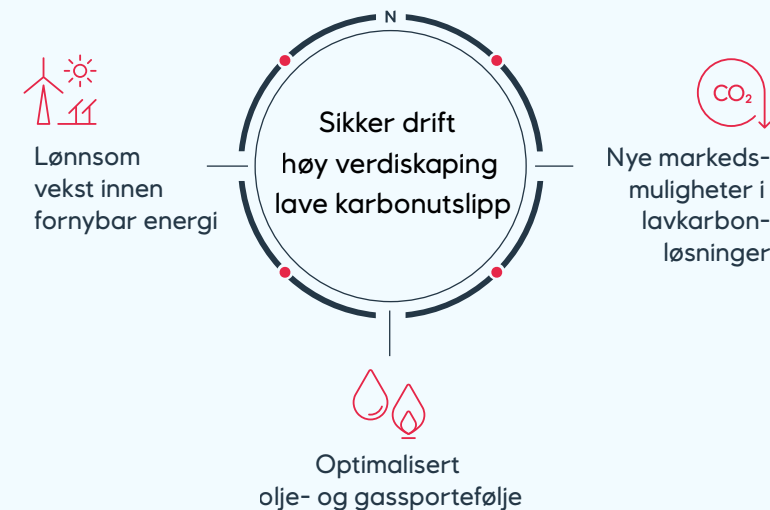 N
Sikker drift
høy verdiskaping
lave karbonutslipp
Lønnsom
vekst innen
fornybar energi
CO₂
Nye markeds-
muligheter i
lavkarbon-
løsninger
Optimalisert
olje- og gassportefølje